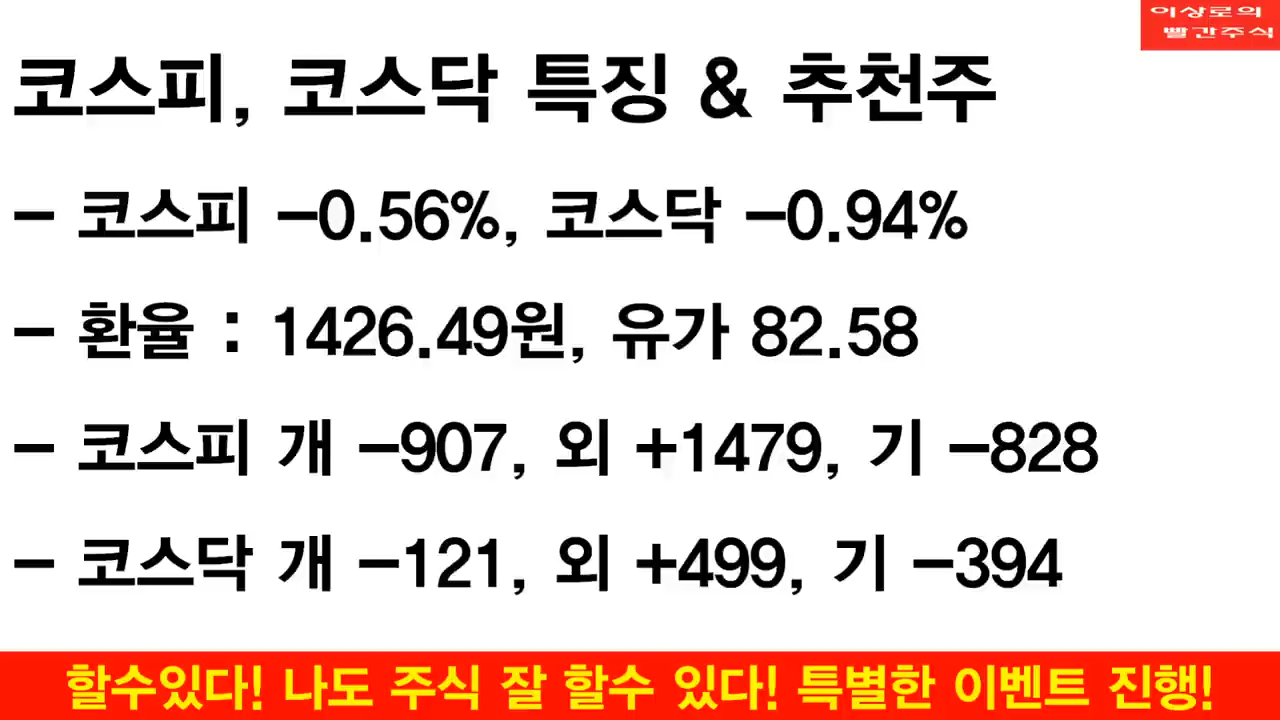 이상로의
빨간주식
코스피, 코스닥 특징 & 추천주
- 코스피 -0.56%, 코스닥 -0.94%
- 환율 : 1426.49원, 유가 82.58
- 코스피 개 -907, 외 +1479, 기 -828
- 코스닥 개 -121, 외 +499, 기 -394
할수있다! 나도 주식 잘 할수 있다! 특별한 이벤트 진행!